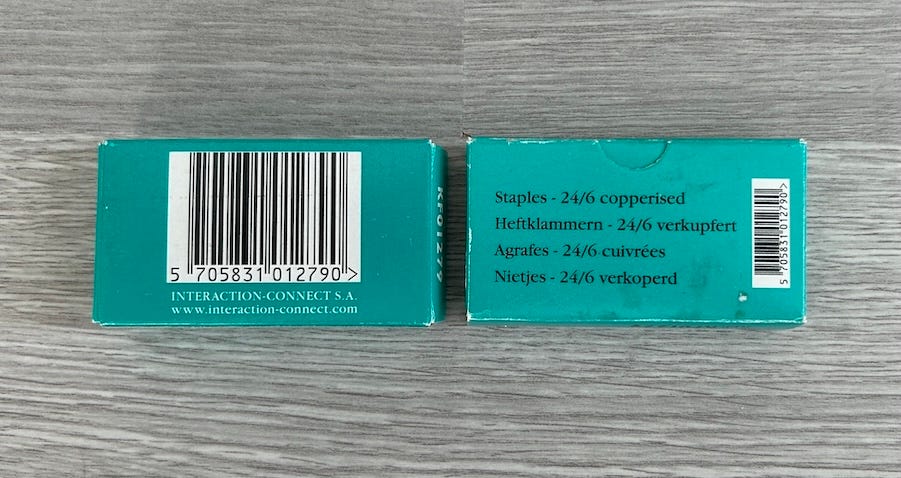 5 705831 012790 >
INTERACTION-CONNECT S.A.
www.interaction-connect.com
KF01279
Staples - 24/6 copperised
Heftklammern - 24/6 verkupfert
Agrafes - 24/6 cuivrées
Nietjes - 24/6 verkoperd
5 705831 012790 >